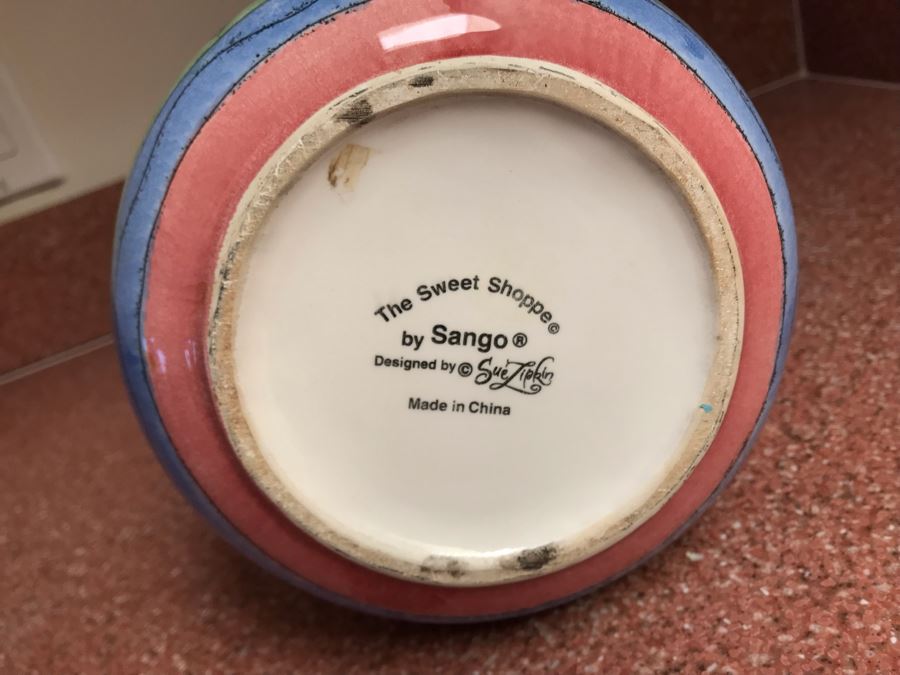 The Sweet Shoppe©
by Sango®
Designed by © Sue Zipkin
Made in China